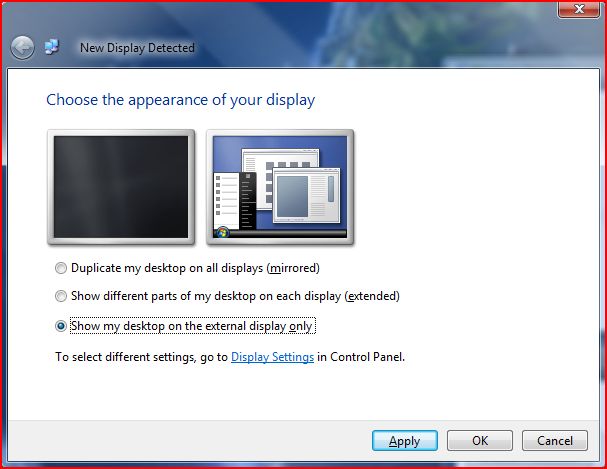 New Display Detected
Choose the appearance of your display
Duplicate my desktop on all displays (mirrored)
Show different parts of my desktop on each display (extended)
Show my desktop on the external display only
To select different settings, go to Display Settings in Control Panel.
Apply OK Cancel